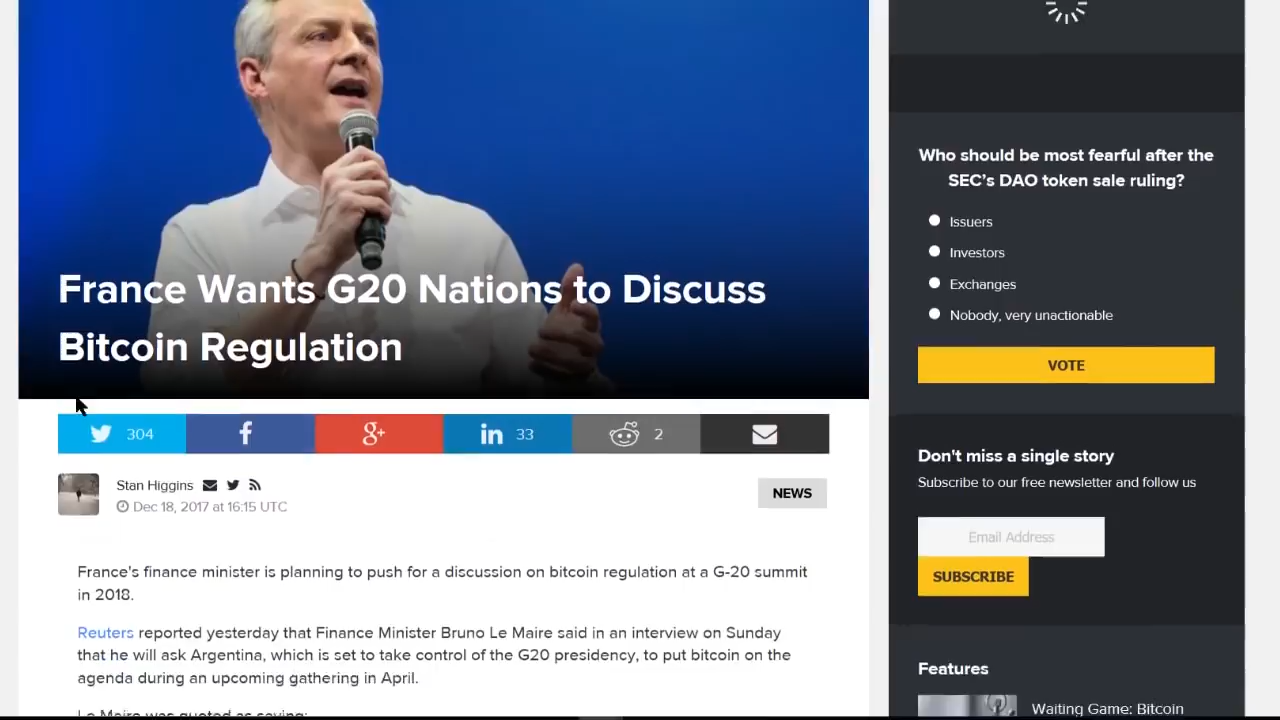 France Wants G20 Nations to Discuss
Bitcoin Regulation
304
33
2
Stan Higgins
Dec 18, 2017 at 16:15 UTC
NEWS
France's finance minister is planning to push for a discussion on bitcoin regulation at a G-20 summit
in 2018.
Reuters reported yesterday that Finance Minister Bruno Le Maire said in an interview on Sunday
that he will ask Argentina, which is set to take control of the G20 presidency, to put bitcoin on the
agenda during an upcoming gathering in April.
Le Maire was quoted as saying:
Who should be most fearful after the
SEC’s DAO token sale ruling?
Issuers
Investors
Exchanges
Nobody, very unactionable
VOTE
Don't miss a single story
Subscribe to our free newsletter and follow us
Email Address
SUBSCRIBE
Features
Waiting Game: Bitcoin